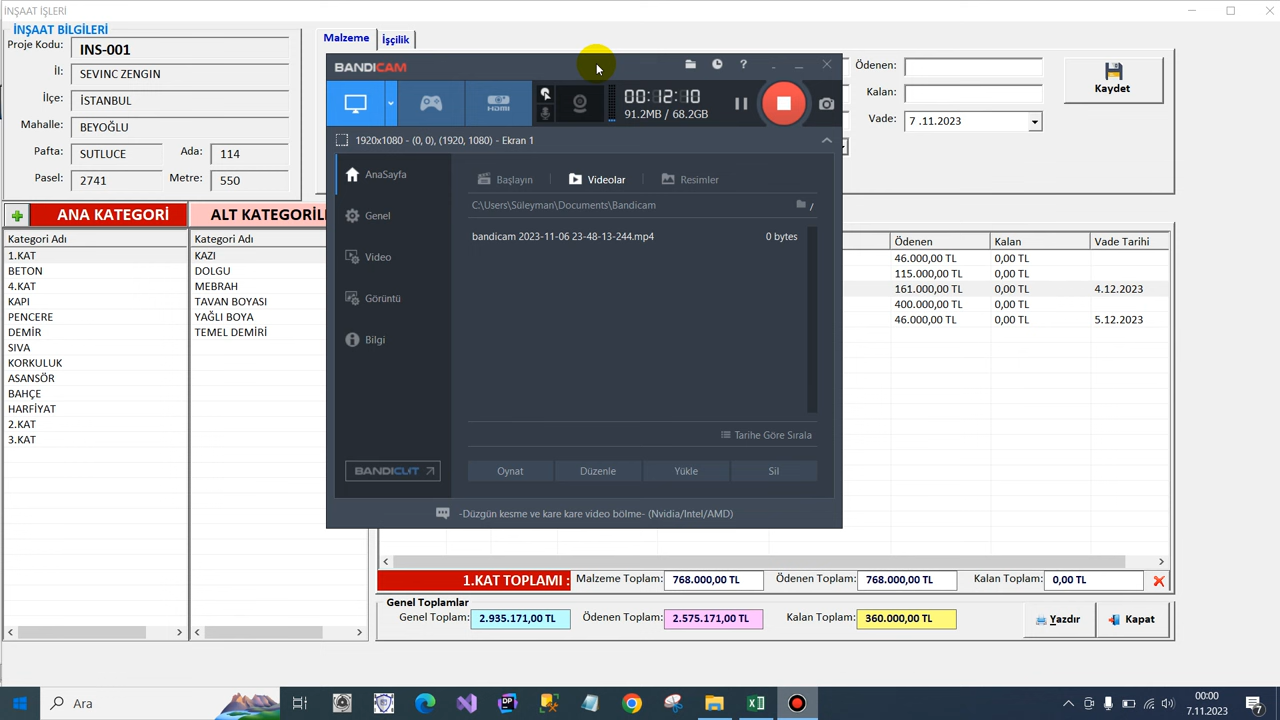 İNŞAAT İŞLERİ
İNŞAAT BİLGİLERİ
Proje Kodu: INS-001
İl: SEVINC ZENGIN
İlçe: İSTANBUL
Mahalle: BEYOĞLU
Pafta: SUTLUCE Ada: 114
Pasel: 2741 Metre: 550
Malzeme İşçilik
Ödenen:
Kalan:
Vade: 7 .11.2023
Kaydet
BANDICAM
HDMI
00:12:10
91.2MB / 68.2GB
1920x1080 - (0, 0), (1920, 1080) - Ekran 1
AnaSayfa
Genel
Video
Görüntü
Bilgi
BANDICUT
Başlayın Videolar Resimler
C:\Users\Süleyman\Documents\Bandicam /
bandicam 2023-11-06 23-48-13-244.mp4 0 bytes
Tarihe Göre Sırala
Oynat Düzenle Yükle Sil
-Düzgün kesme ve kare kare video bölme- (Nvidia/Intel/AMD)
ANA KATEGORİ
Kategori Adı
1.KAT
BETON
4.KAT
KAPI
PENCERE
DEMİR
SIVA
KORKULUK
ASANSÖR
BAHÇE
HARFİYAT
2.KAT
3.KAT
ALT KATEGORİL
Kategori Adı
KAZI
DOLGU
MEBRAH
TAVAN BOYASI
YAĞLI BOYA
TEMEL DEMİRİ
Ödenen Kalan Vade Tarihi
46.000,00 TL 0,00 TL
115.000,00 TL 0,00 TL
161.000,00 TL 0,00 TL 4.12.2023
400.000,00 TL 0,00 TL
46.000,00 TL 0,00 TL 5.12.2023
1.KAT TOPLAMI : Malzeme Toplam: 768.000,00 TL Ödenen Toplam: 768.000,00 TL Kalan Toplam: 0,00 TL
Genel Toplamlar
Genel Toplam: 2.935.171,00 TL Ödenen Toplam: 2.575.171,00 TL Kalan Toplam: 360.000,00 TL
Yazdır Kapat
Ara
DP
00:00
7.11.2023
7